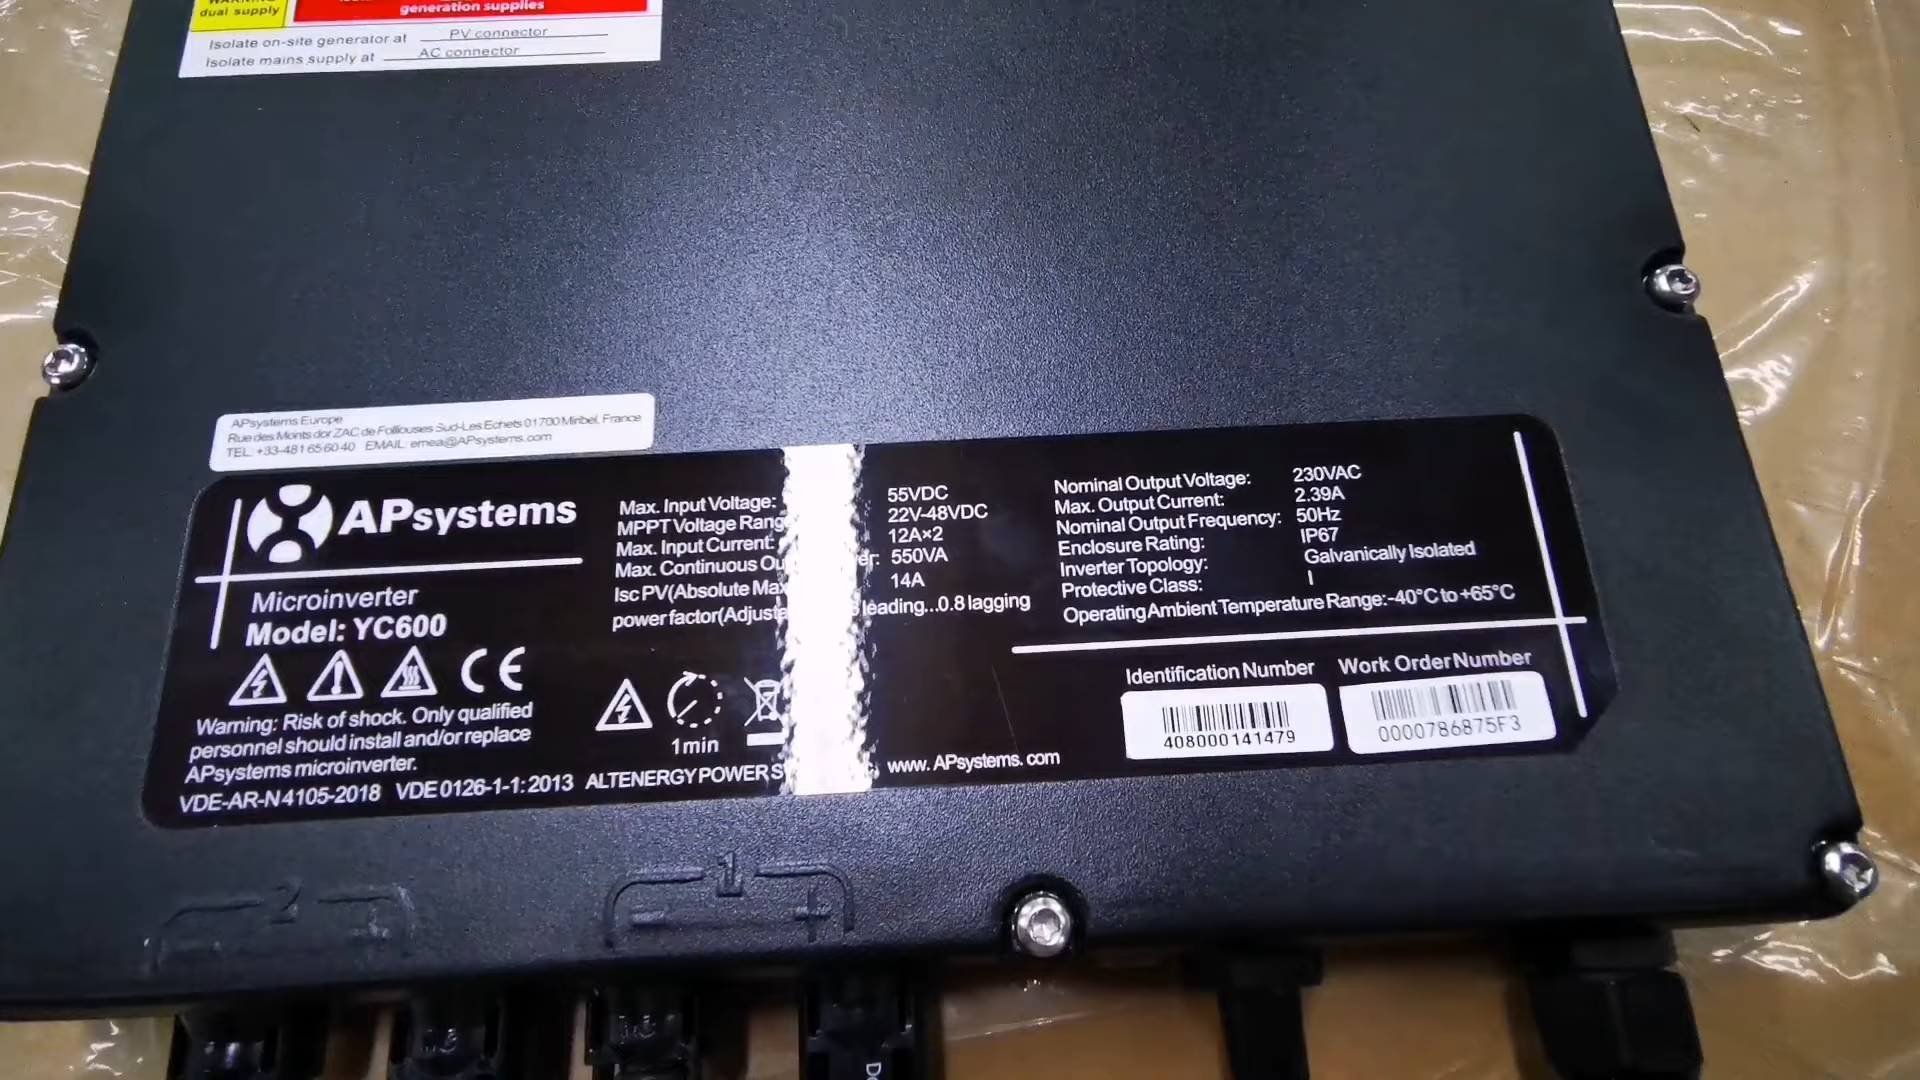 WARNING
dual supply
generation supplies
Isolate on-site generator at PV connector
Isolate mains supply at AC connector
APsystems Europe
Rue des Monts dor ZAC de Folliouses Sud-Les Echets 01700 Miribel, France
TEL: +33-481 65 60 40 EMAIL: emea@APsystems.com
APsystems
Microinverter
Model: YC600
CE
Warning: Risk of shock. Only qualified
personnel should install and/or replace
APsystems microinverter.
VDE-AR-N 4105-2018 VDE 0126-1-1: 2013 ALTENERGY POWER
Max. Input Voltage: 55VDC
MPPT Voltage 22V-48VDC
Max. Input Current: 12A×2
Max. Continuous 550VA
Isc PV(Absolute 14A
power factor leading...0.8 lagging
1min
www. APsystems. com
Nominal Output Voltage: 230VAC
Max. Output Current: 2.39A
Nominal Output Frequency: 50Hz
Enclosure Rating: IP67
Inverter Topology: Galvanically Isolated
Protective Class: I
Operating Ambient Temperature Range:-40°C to +65°C
Identification Number
408000141479
Work Order Number
0000786875F3
2
1